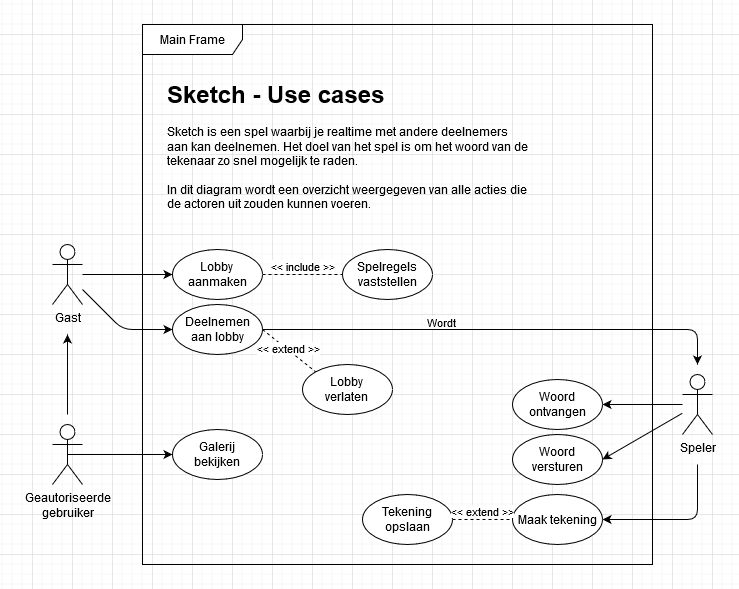 Main Frame
Sketch - Use cases
Sketch is een spel waarbij je realtime met andere deelnemers
aan kan deelnemen. Het doel van het spel is om het woord van de
tekenaar zo snel mogelijk te raden.
In dit diagram wordt een overzicht weergegeven van alle acties die
de actoren uit zouden kunnen voeren.
Gast
Lobby
aanmaken
<< include >>
Spelregels
vaststellen
Deelnemen
aan lobby
Wordt
<< extend >>
Lobby
verlaten
Woord
ontvangen
Speler
Galerij
bekijken
Woord
versturen
Geautoriseerde
gebruiker
Tekening
opslaan
<< extend >>
Maak tekening